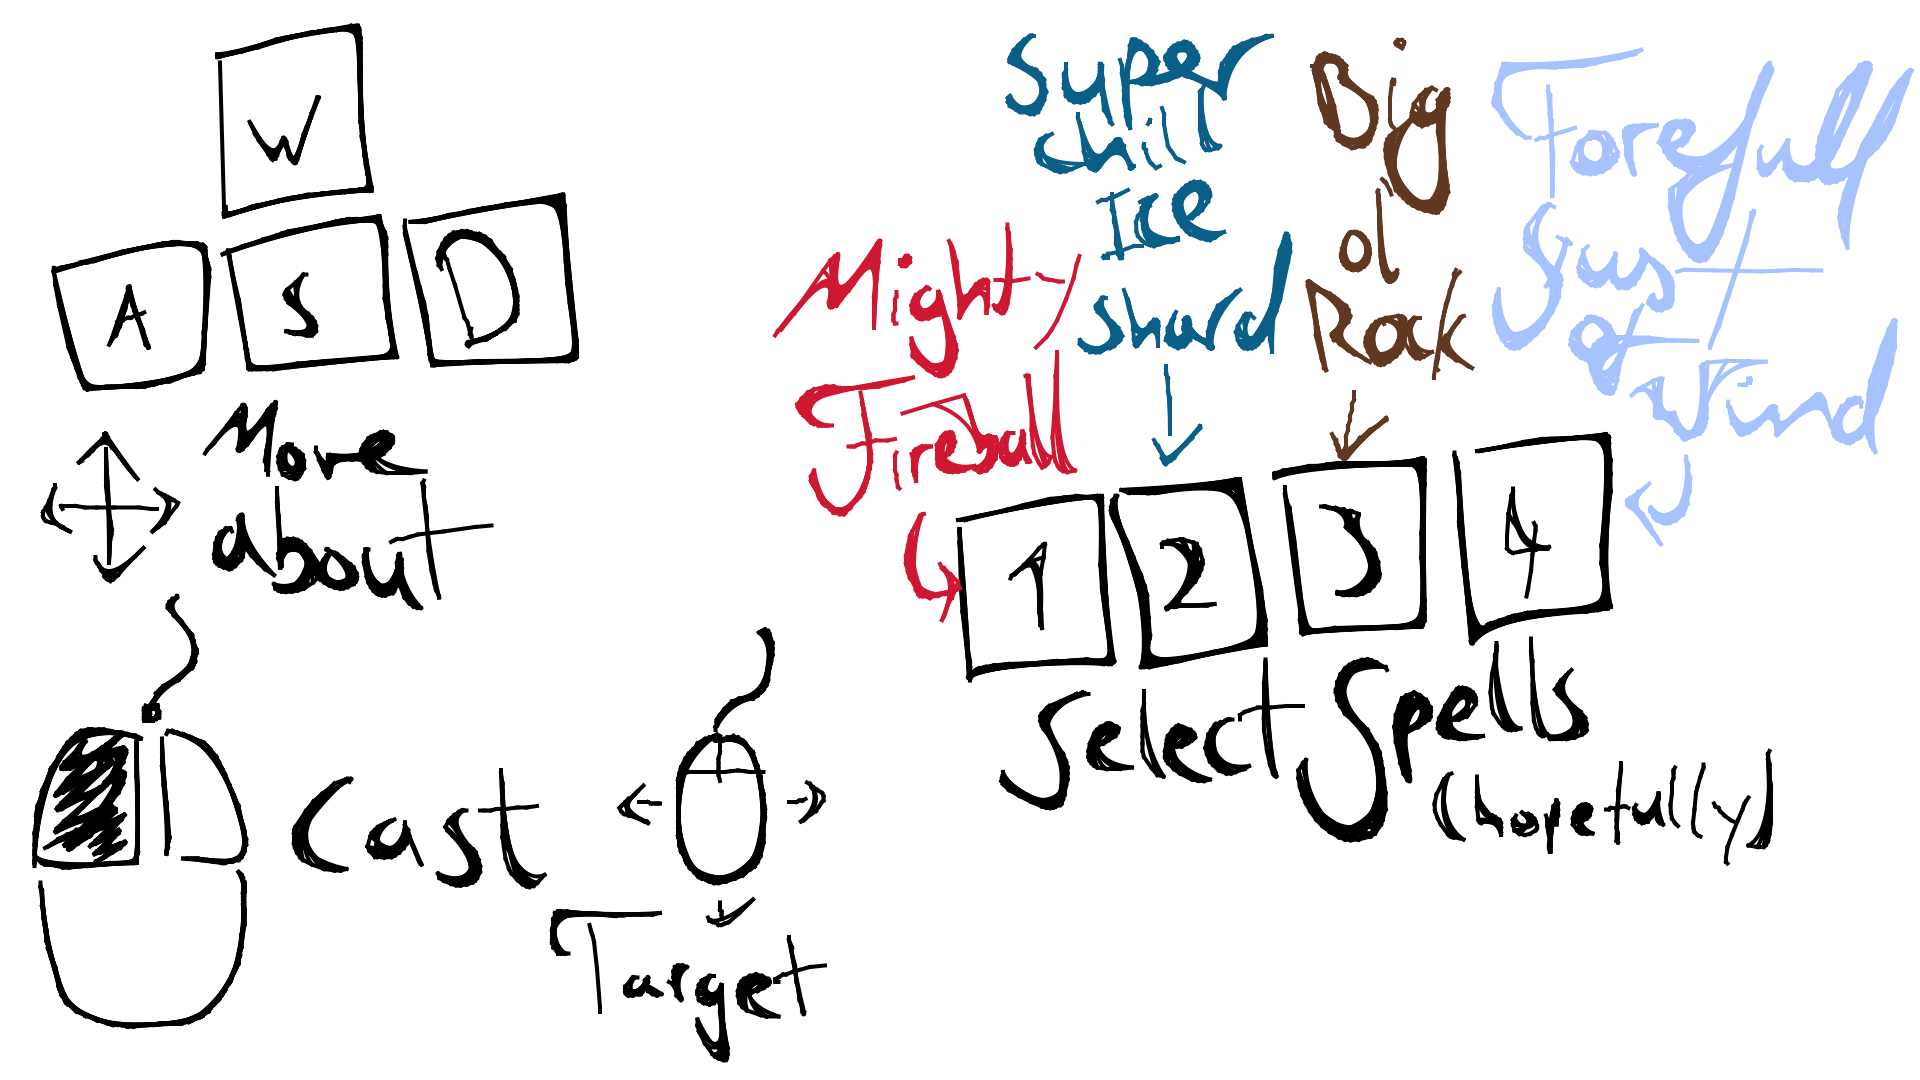 W
A S D
Move
about
Cast
Target
Mighty
Fireball
Super
chill
Ice
shard
Big
ol
Rock
Forefull
Gust
of
Wind
1 2 3 4
Select Spells
(hopefully)